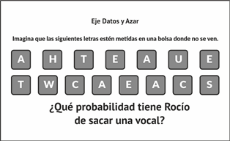 Eje Datos y Azar
Imagina que las siguientes letras están metidas en una bolsa donde no se ven.
A H T E A U E
T W C A E A C S
¿Qué probabilidad tiene Rocío
de sacar una vocal?